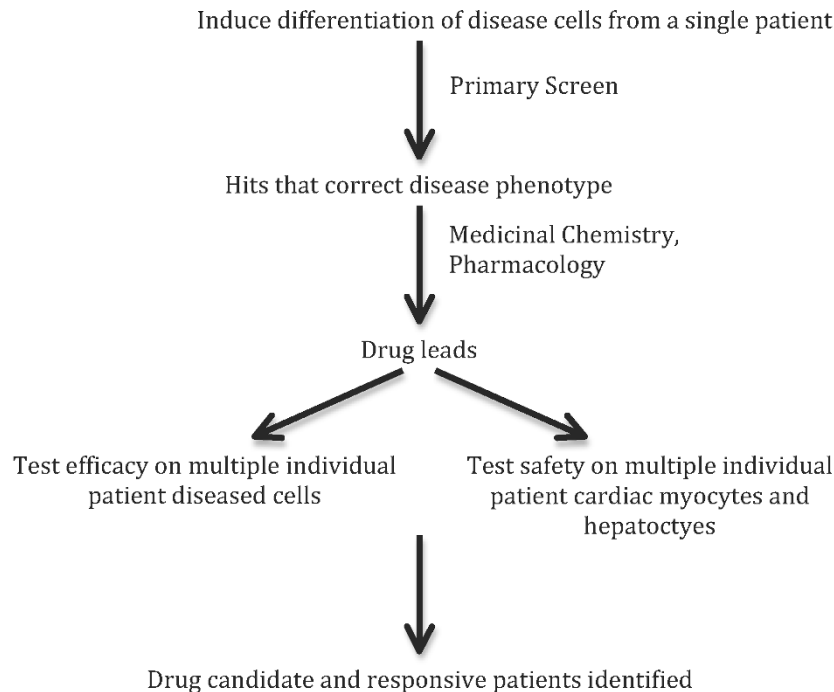 Induce differentiation of disease cells from a single patient
Primary Screen
Hits that correct disease phenotype
Medicinal Chemistry,
Pharmacology
Drug leads
Test efficacy on multiple individual
patient diseased cells
Test safety on multiple individual
patient cardiac myocytes and
hepatoctyes
Drug candidate and responsive patients identified